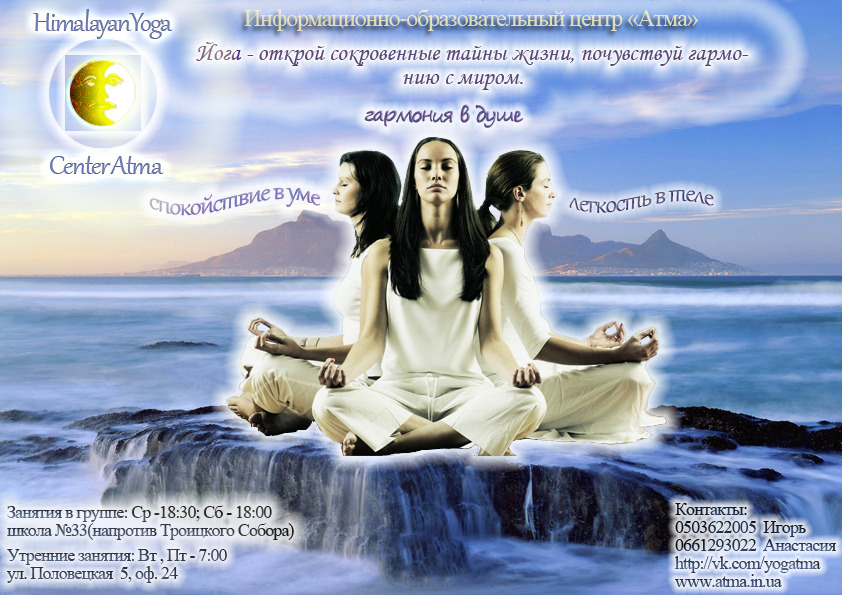 HimalayanYoga
CenterAtma
Информационно-образовательный центр «Атма»
Йога - открой сокровенные тайны жизни, почувствуй гармо-
нию с миром.
гармония в душе
спокойствие в уме
легкость в теле
Занятия в группе: Ср -18:30; Сб - 18:00
школа №33(напротив Троицкого Собора)
Утренние занятия: Вт , Пт - 7:00
ул. Половецкая 5, оф. 24
Контакты:
0503622005 Игорь
0661293022 Анастасия
http://vk.com/yogatma
www.atma.in.ua